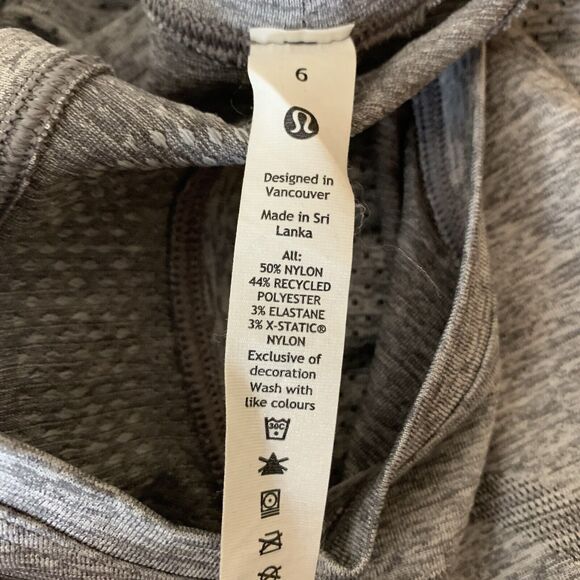 6
Designed in
Vancouver
Made in Sri
Lanka
All:
50% NYLON
44% RECYCLED
POLYESTER
3% ELASTANE
3% X-STATIC®
NYLON
Exclusive of
decoration
Wash with
like colours
30C